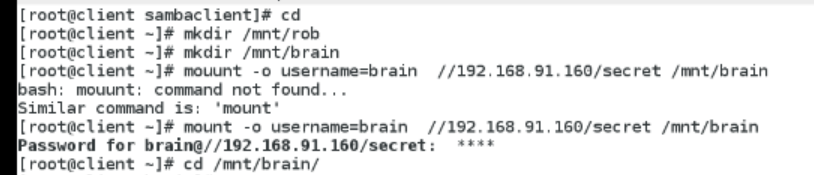 [root@client sambaclient]# cd
[root@client ~]# mkdir /mnt/rob
[root@client ~]# mkdir /mnt/brain
[root@client ~]# mouunt -o username=brain  //192.168.91.160/secret /mnt/brain
bash: mouunt: command not found...
Similar command is: 'mount'
[root@client ~]# mount -o username=brain  //192.168.91.160/secret /mnt/brain
Password for brain@//192.168.91.160/secret:  ****
[root@client ~]# cd /mnt/brain/